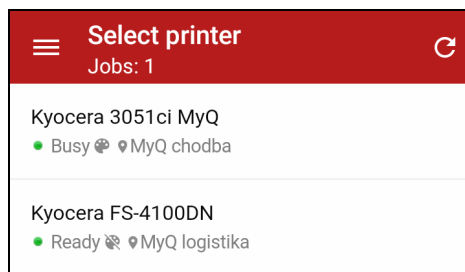 Select printer
Jobs: 1
Kyocera 3051ci MyQ
Busy MyQ chodba
Kyocera FS-4100DN
Ready MyQ logistika